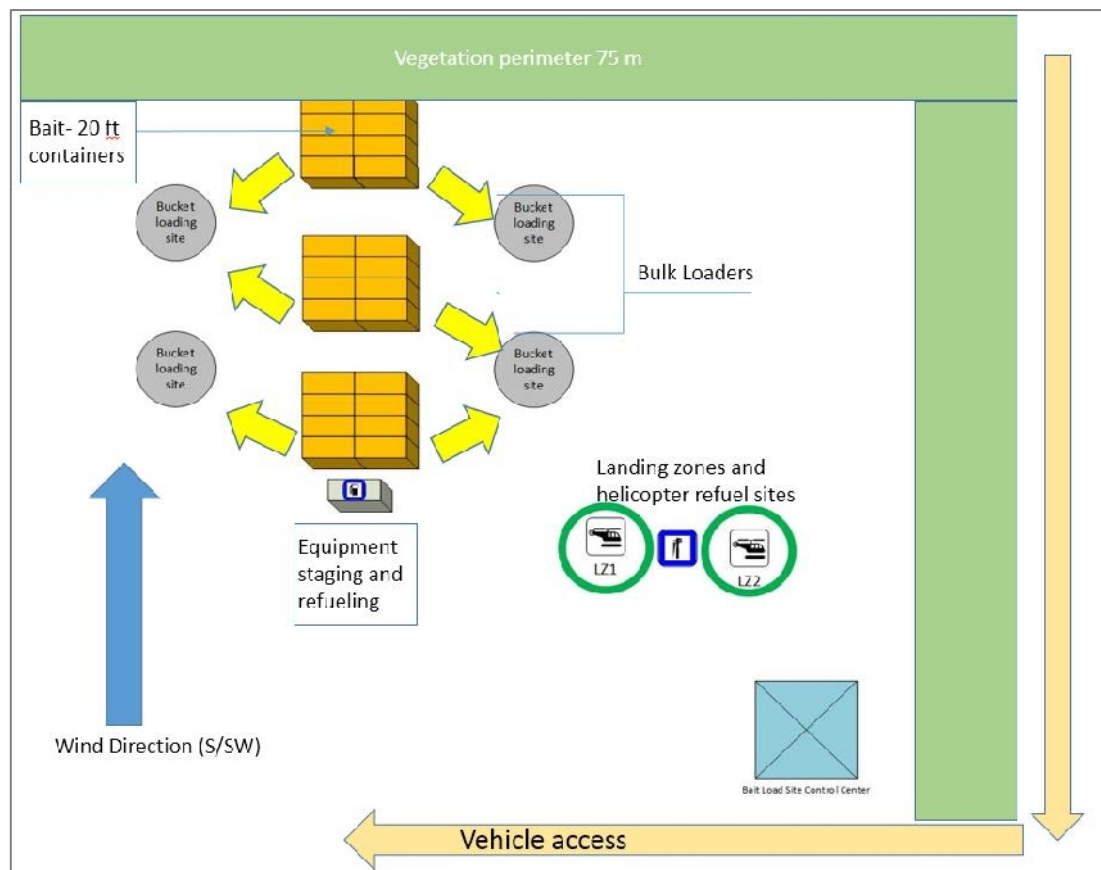 Vegetation perimeter 75 m
Bait- 20 ft
containers
Bucket
loading
site
Bucket
loading
site
Bulk Loaders
Bucket
loading
site
Bucket
loading
site
Landing zones and
helicopter refuel sites
LZ1
LZ2
Equipment
staging and
refueling
Wind Direction (S/SW)
Bait Load Site Control Center
Vehicle access